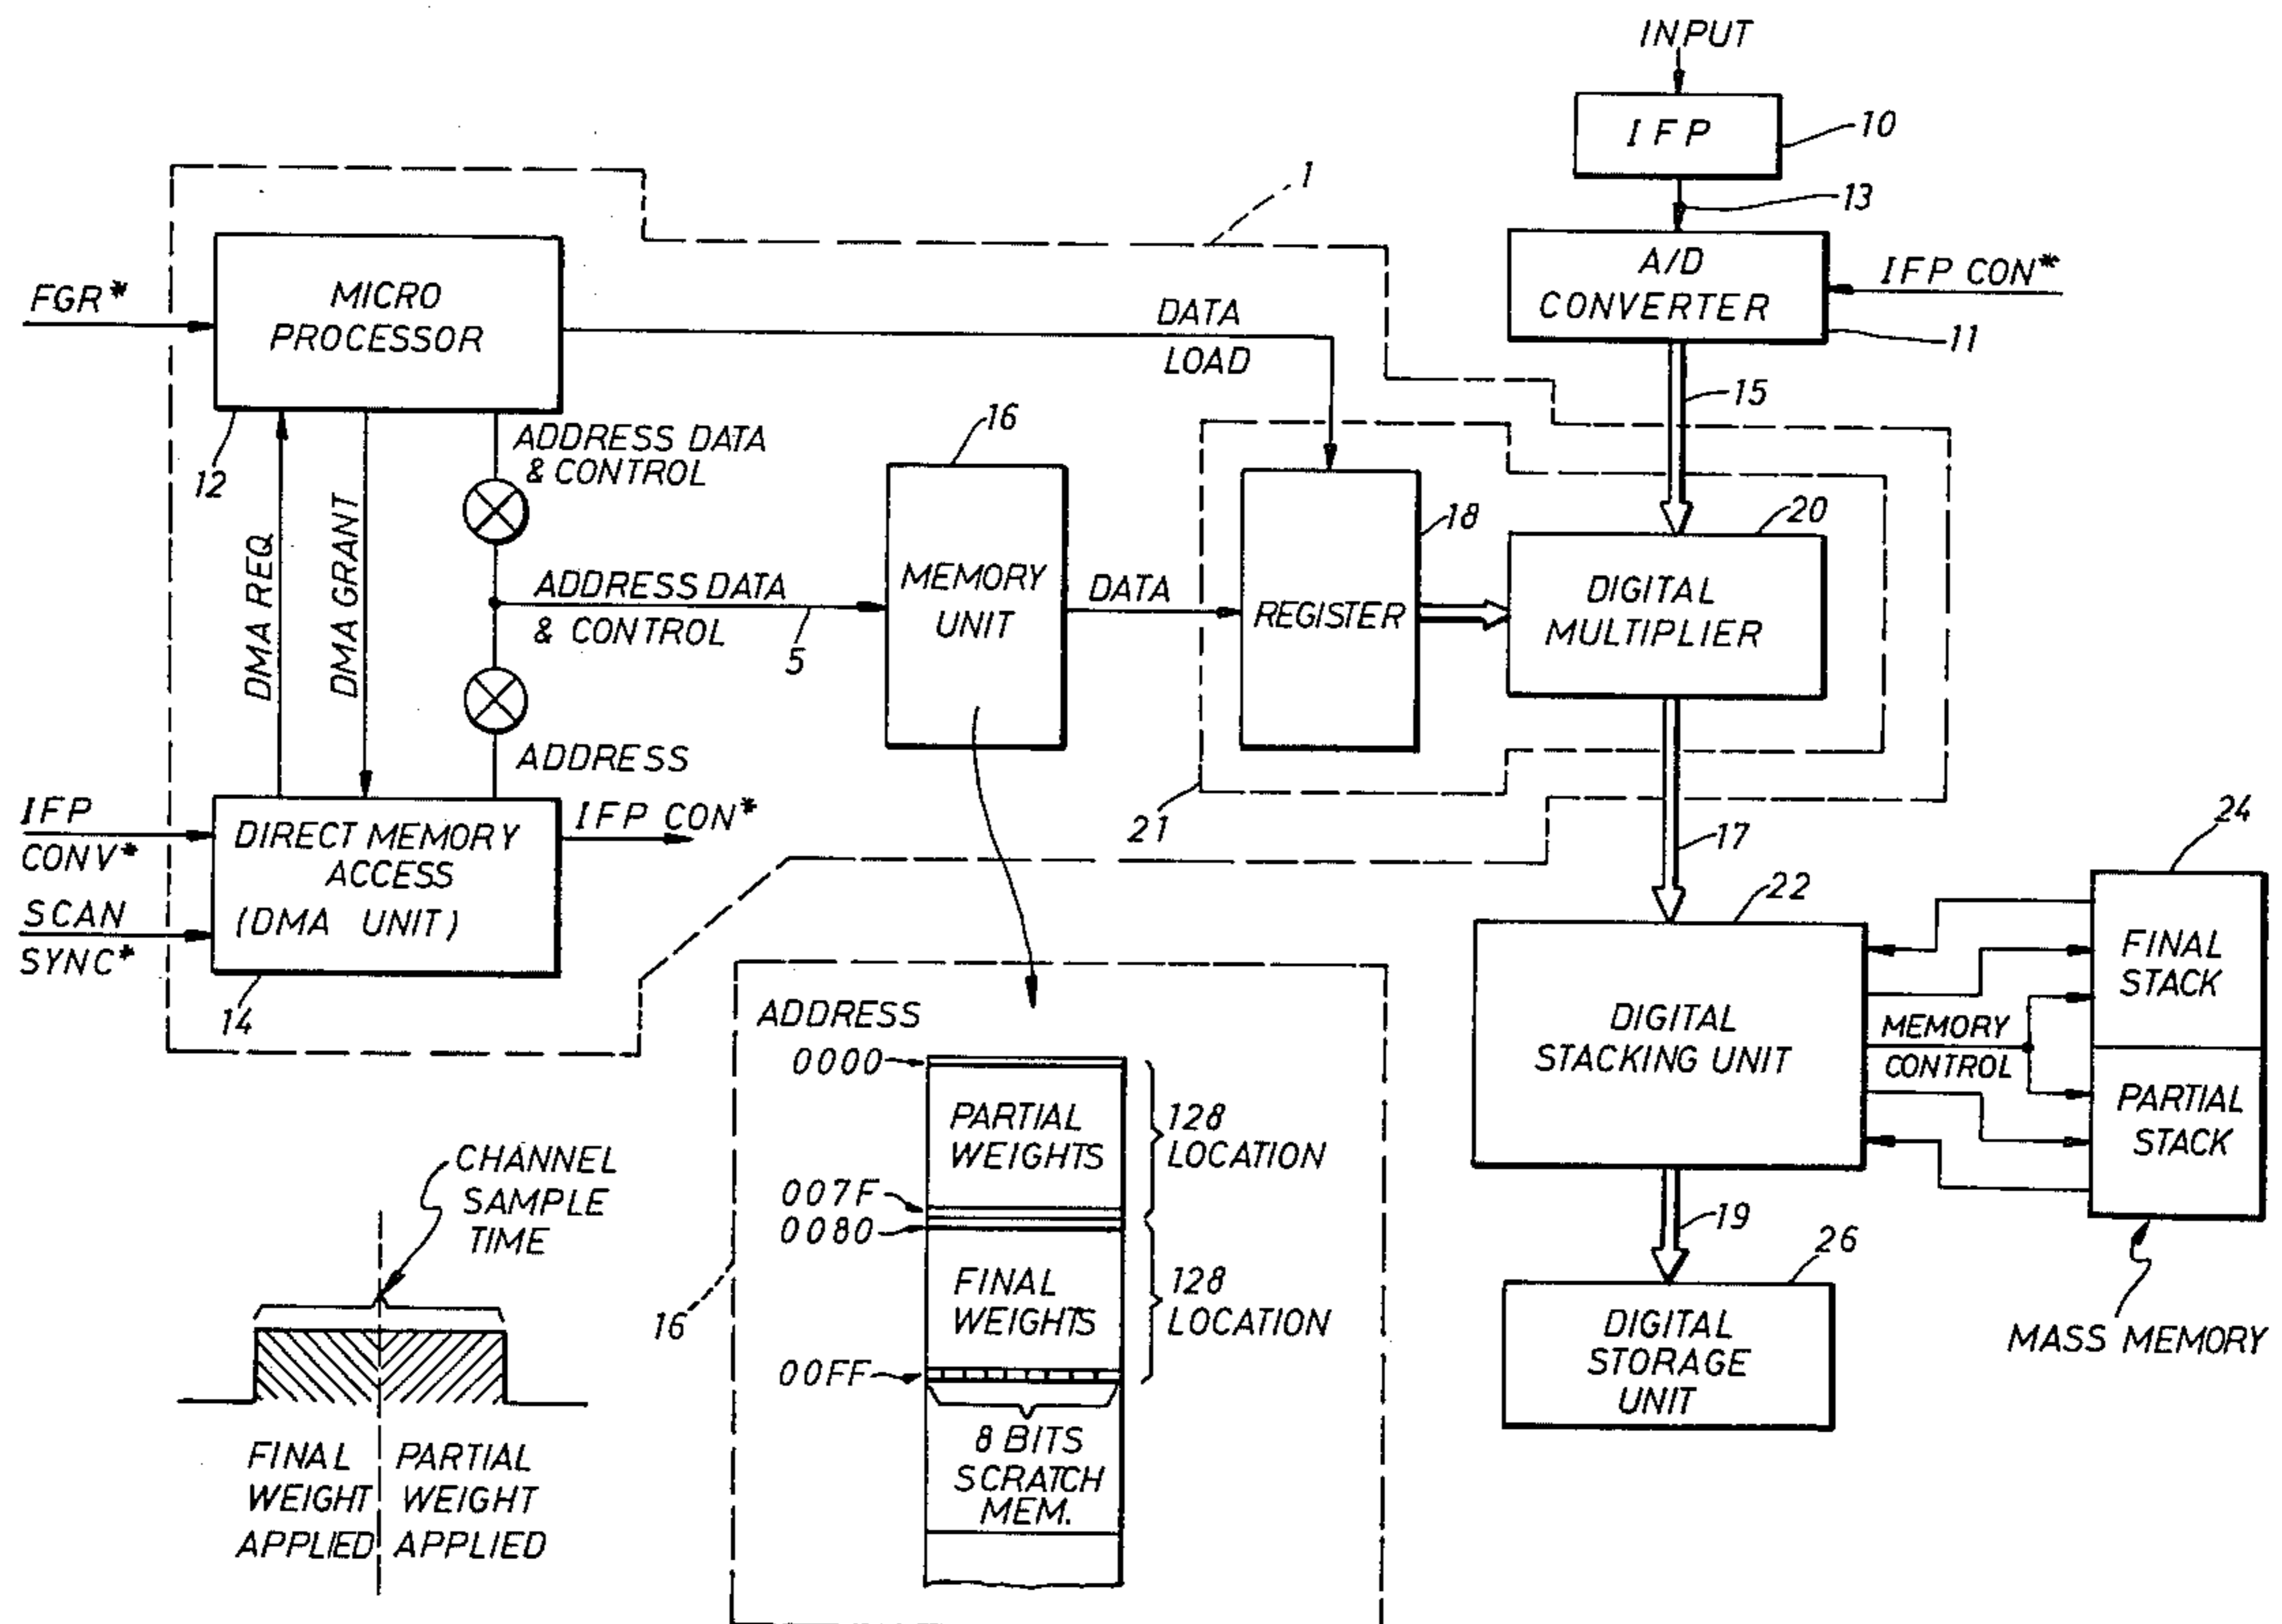 INPUT
IFP
10
13
1
A/D
CONVERTER
IFP CON*
11
FGR*
MICRO
PROCESSOR
DATA
LOAD
12
ADDRESS DATA
& CONTROL
16
15
18
20
DMA REQ
DMA GRANT
ADDRESS DATA
& CONTROL
5
MEMORY
UNIT
DATA
REGISTER
DIGITAL
MULTIPLIER
ADDRESS
IFP
CONV*
SCAN
SYNC*
DIRECT MEMORY
ACCESS
(DMA UNIT)
IFP CON*
14
21
17
22
24
DIGITAL
STACKING UNIT
MEMORY
CONTROL
FINAL
STACK
PARTIAL
STACK
MASS MEMORY
19
26
DIGITAL
STORAGE
UNIT
16
ADDRESS
0000
PARTIAL
WEIGHTS
128
LOCATION
007F
0080
FINAL
WEIGHTS
128
LOCATION
00FF
8 BITS
SCRATCH
MEM.
CHANNEL
SAMPLE
TIME
FINAL
WEIGHT
APPLIED
PARTIAL
WEIGHT
APPLIED